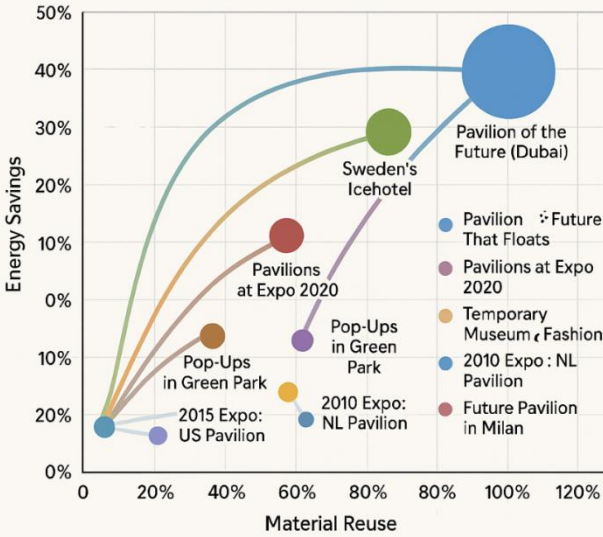 50%
40%
30%
20%
10%
0%
10%
20%
0%
Energy Savings
0
20%
40%
60%
80%
100%
120%
Material Reuse
Pavilion of the
Future (Dubai)
Sweden's
Icehotel
Pavilions
at Expo 2020
Pop-Ups
in Green Park
Pop-Ups
in Green
Park
2015 Expo:
US Pavilion
2010 Expo:
NL Pavilion
Pavilion Future
That Floats
Pavilions at Expo
2020
Temporary
Museum Fashion
2010 Expo : NL
Pavilion
Future Pavilion
in Milan